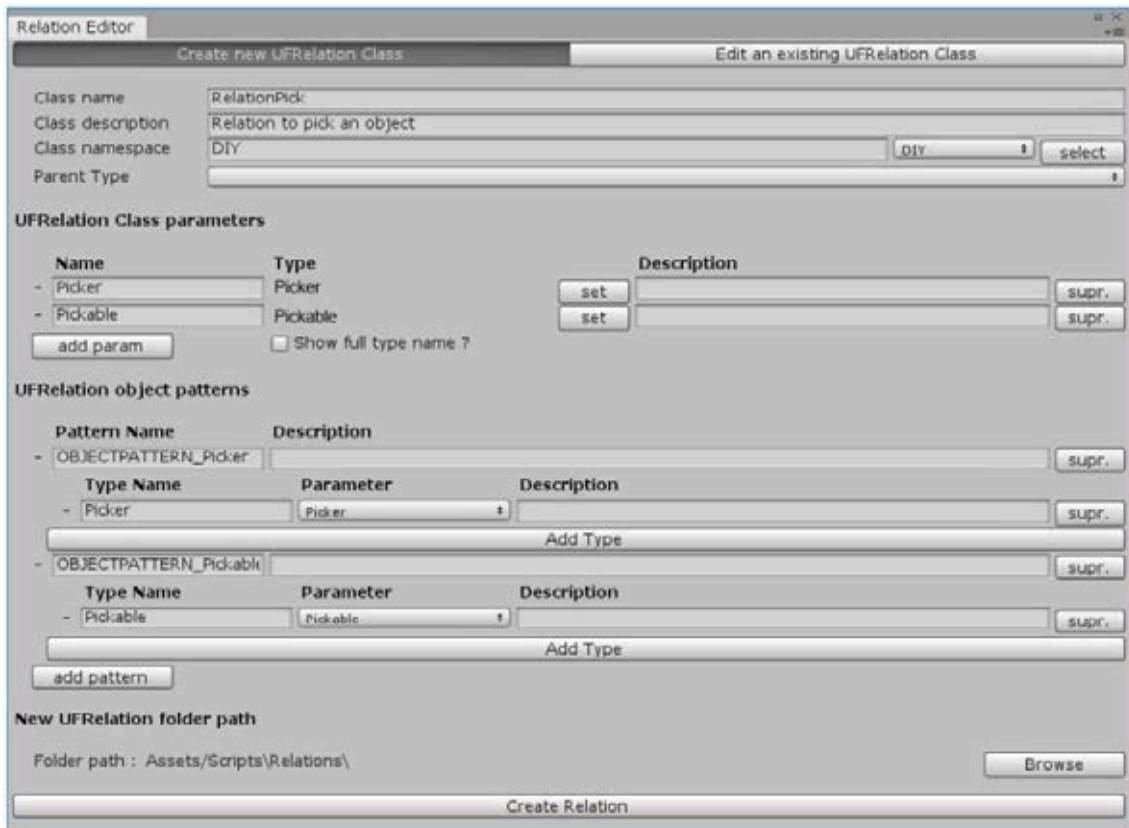 Relation Editor
Create new UFRelation Class Edit an existing UFRelation Class
Class name RelationPick
Class description Relation to pick an object
Class namespace DIY DIY select
Parent Type
UFRelation Class parameters
Name Type Description
- Picker Picker set supr.
- Pickable Pickable set supr.
add param Show full type name ?
UFRelation object patterns
Pattern Name Description
- OBJECTPATTERN_Picker supr.
Type Name Parameter Description
- Picker Picker supr.
Add Type
- OBJECTPATTERN_Pickable supr.
Type Name Parameter Description
- Pickable Pickable supr.
Add Type
add pattern
New UFRelation folder path
Folder path : Assets/Scripts\Relations\ Browse
Create Relation